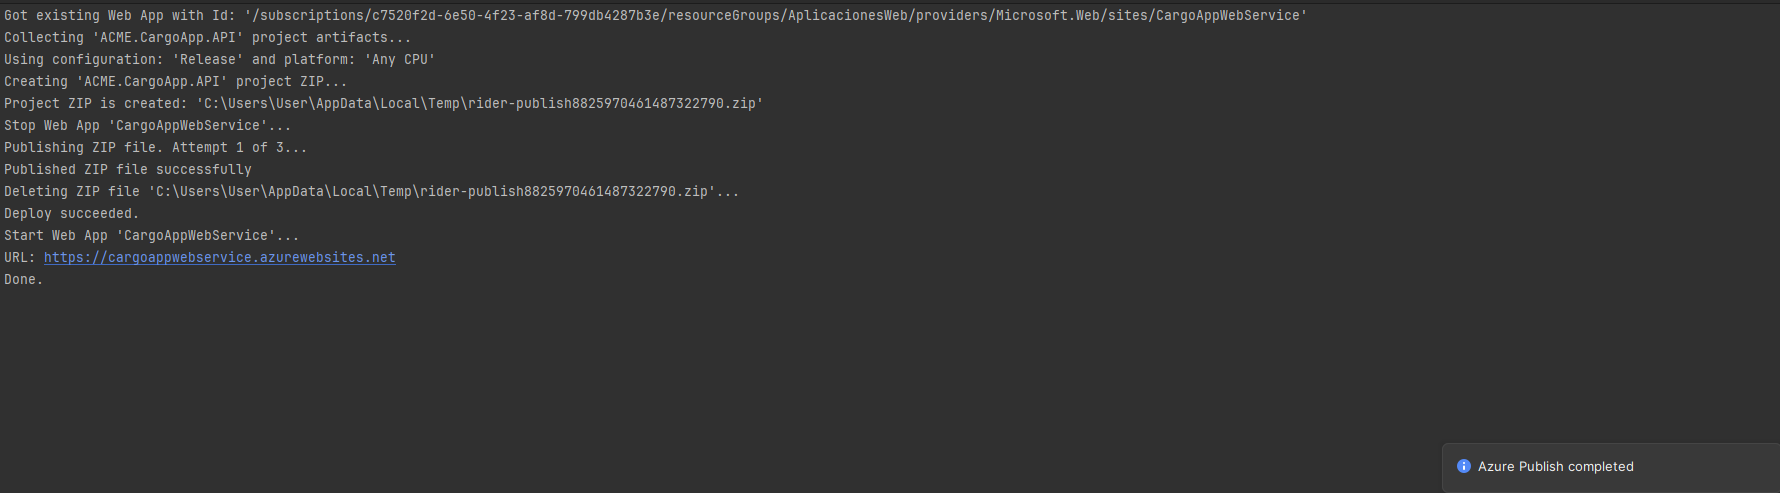 Got existing Web App with Id: '/subscriptions/c7520f2d-6e50-4f23-af8d-799db4287b3e/resourceGroups/AplicacionesWeb/providers/Microsoft.Web/sites/CargoAppWebService'
Collecting 'ACME.CargoApp.API' project artifacts...
Using configuration: 'Release' and platform: 'Any CPU'
Creating 'ACME.CargoApp.API' project ZIP...
Project ZIP is created: 'C:\Users\User\AppData\Local\Temp\rider-publish8825970461487322790.zip'
Stop Web App 'CargoAppWebService'...
Publishing ZIP file. Attempt 1 of 3...
Published ZIP file successfully
Deleting ZIP file 'C:\Users\User\AppData\Local\Temp\rider-publish8825970461487322790.zip'...
Deploy succeeded.
Start Web App 'CargoAppWebService'...
URL: https://cargoappwebservice.azurewebsites.net
Done.
Azure Publish completed